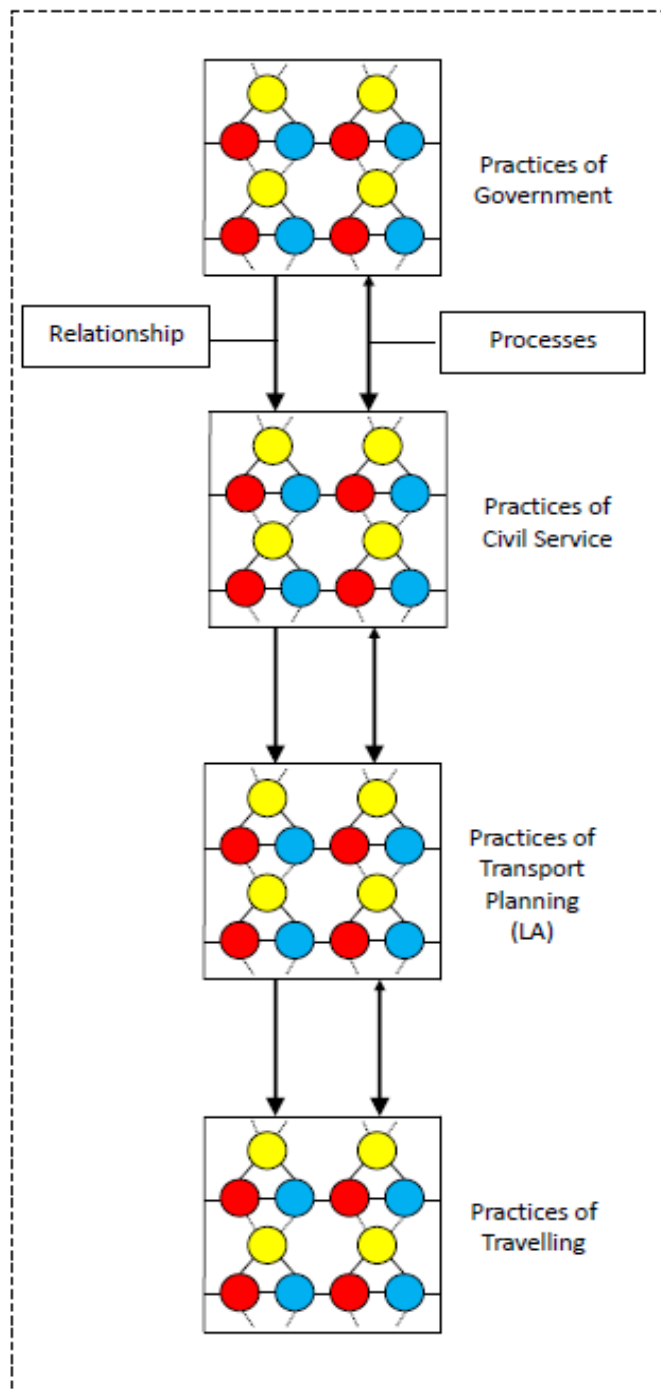 Practices of
Government
Relationship
Processes
Practices of
Civil Service
Practices of
Transport
Planning
(LA)
Practices of
Travelling